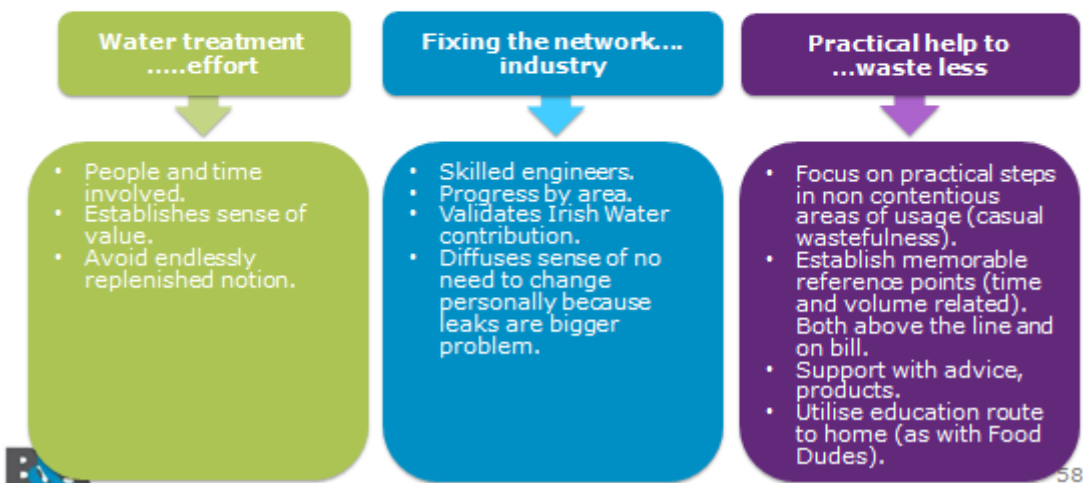 Water treatment
.....effort
• People and time
involved.
• Establishes sense of
value.
• Avoid endlessly
replenished notion.
Fixing the network....
industry
• Skilled engineers.
• Progress by area.
• Validates Irish Water
contribution.
• Diffuses sense of no
need to change
personally because
leaks are bigger
problem.
Practical help to
...waste less
• Focus on practical steps
in non contentious
areas of usage (casual
wastefulness).
• Establish memorable
reference points (time
and volume related).
Both above the line and
on bill.
• Support with advice,
products.
• Utilise education route
to home (as with Food
Dudes).
58